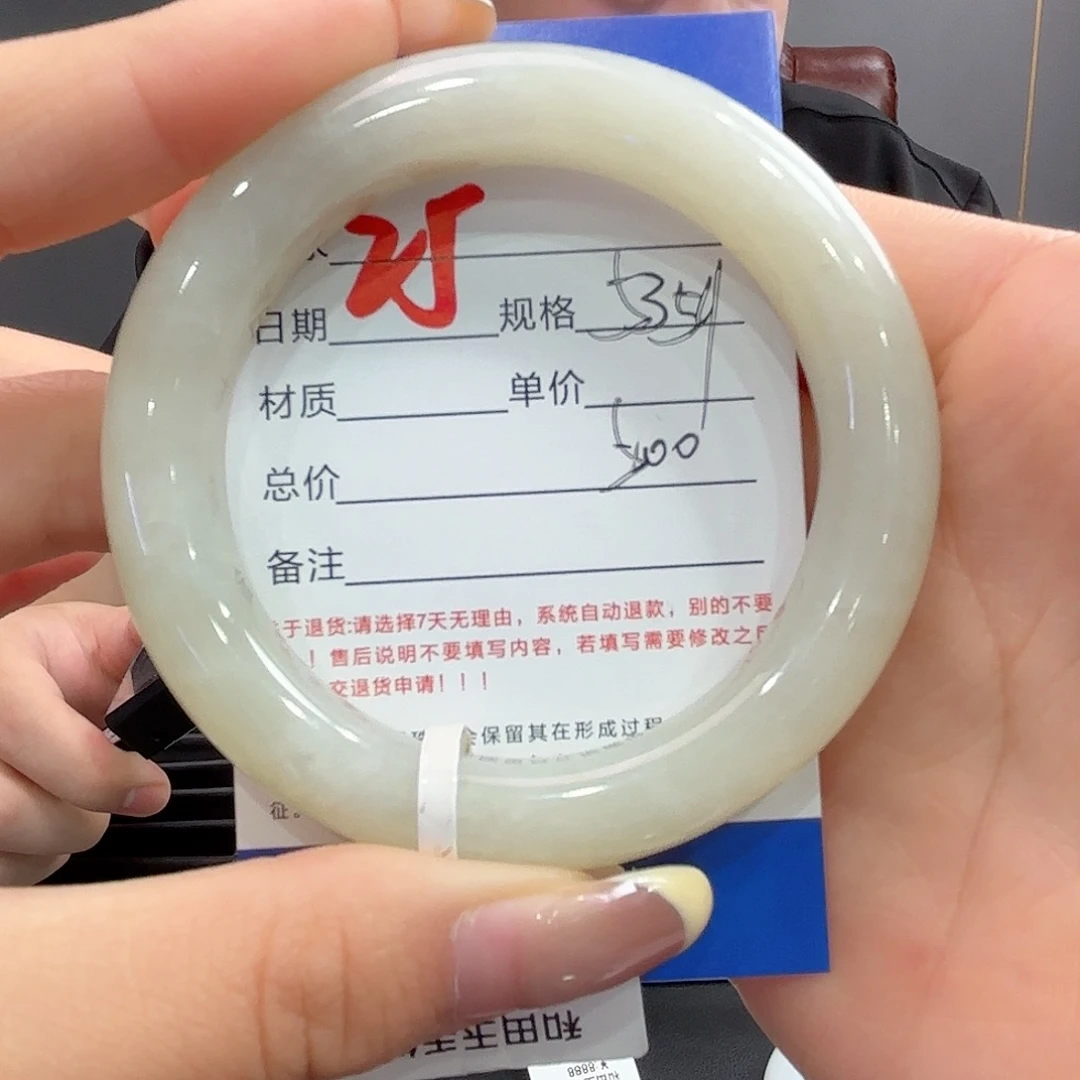 日期 规格 354
材质 单价
总价 500
备注
于退货:请选择7天无理由，系统自动退款，别的不要
！售后说明不要填写内容，若填写需要修改之
交退货申请！！！
保留其在形成过程
征。
和田玉